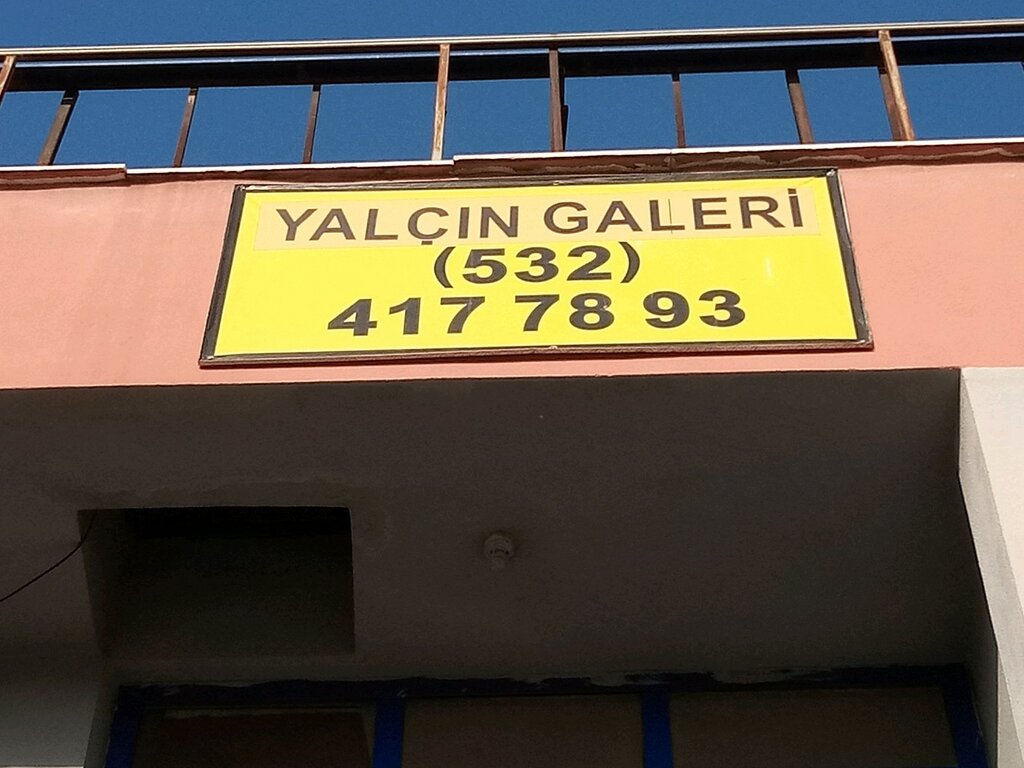 YALÇIN GALERİ
(532)
417 78 93